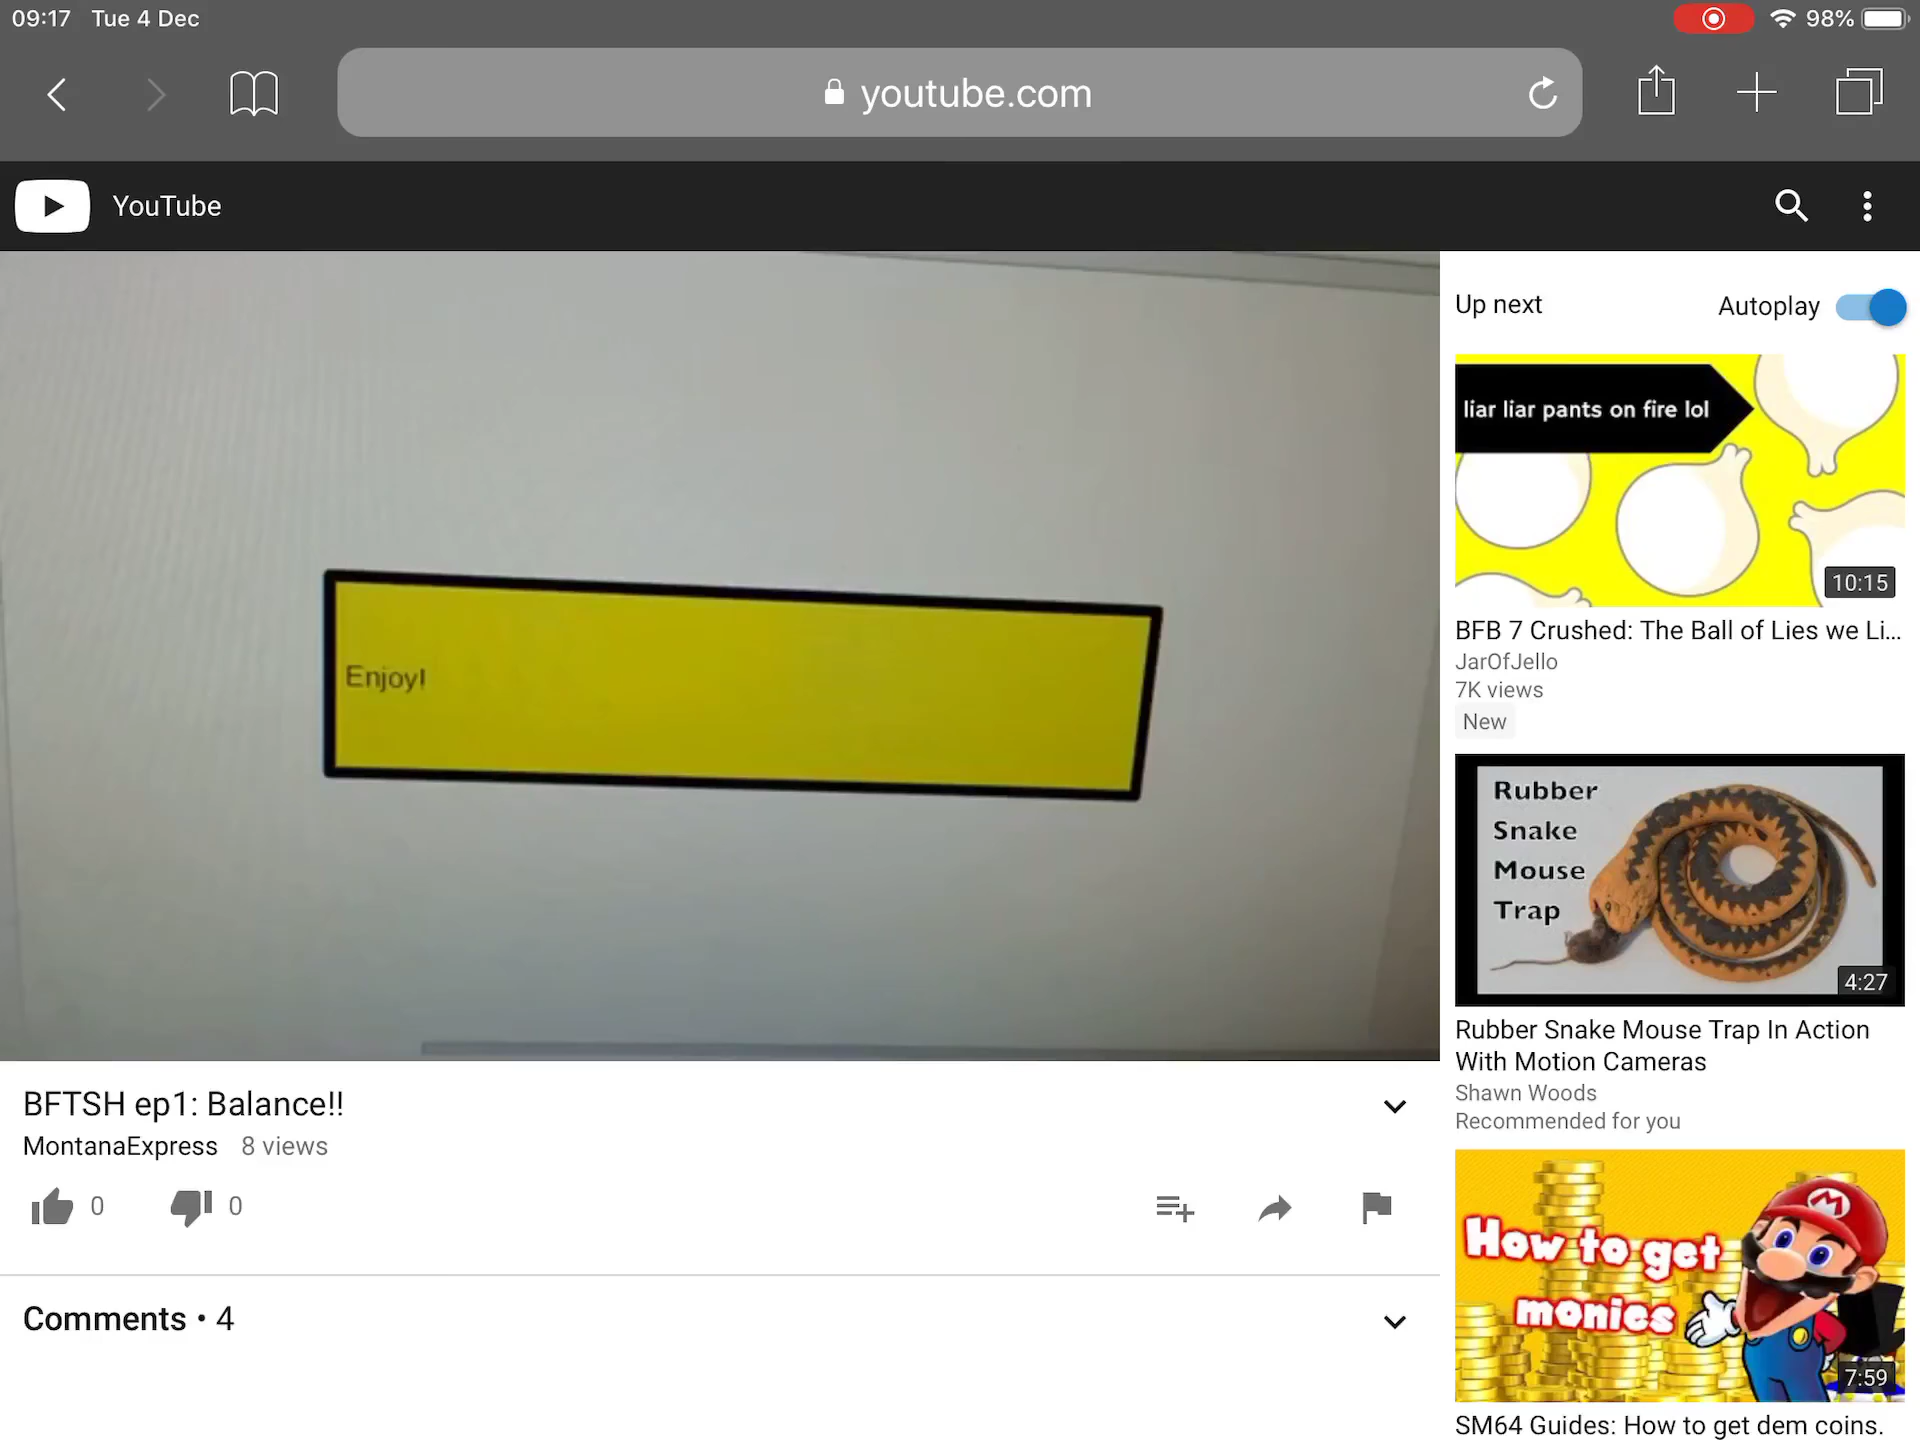 09:17 Tue 4 Dec
98%
youtube.com
YouTube
Enjoy!
BFTSH ep1: Balance!!
MontanaExpress 8 views
0 0
Comments • 4
Up next Autoplay
liar liar pants on fire lol
10:15
BFB 7 Crushed: The Ball of Lies we Li...
JarOfJello
7K views
New
Rubber
Snake
Mouse
Trap
4:27
Rubber Snake Mouse Trap In Action
With Motion Cameras
Shawn Woods
Recommended for you
How to get
monies
7:59
SM64 Guides: How to get dem coins.